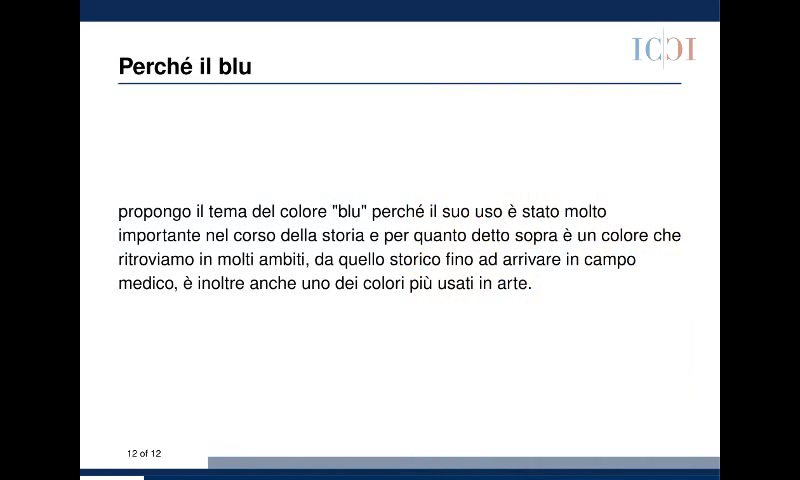 ICCI
Perché il blu
propongo il tema del colore "blu" perché il suo uso è stato molto
importante nel corso della storia e per quanto detto sopra è un colore che
ritroviamo in molti ambiti, da quello storico fino ad arrivare in campo
medico, è inoltre anche uno dei colori più usati in arte.
12 of 12